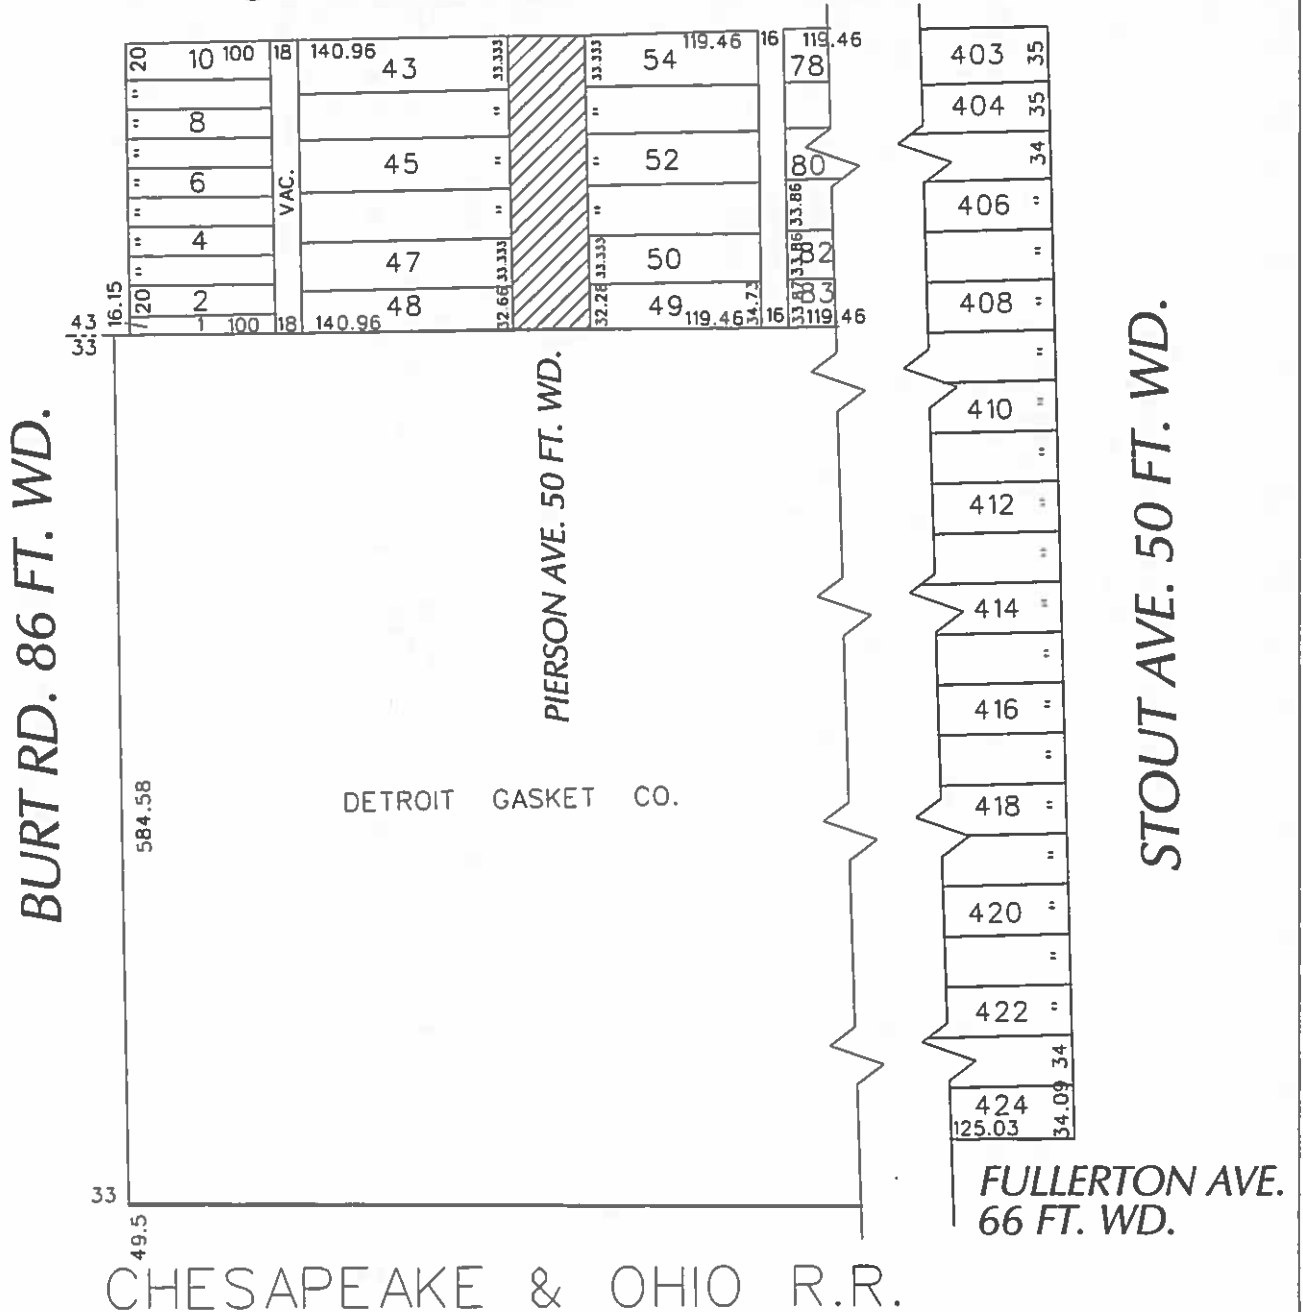 20 10 100 18 140.96 43 33.333 33.333 54 119.46 16 119.46 78 403 35
" " " 404 35
" 8
" 45 " " 52 80 34
" 6 VAC. 33.86 406 "
" " " "
" 4 33.86 82
" 47 33.333 33.333 50
16.15 20 2 48 32.66 32.28 49 34.73 33.87 83 408 "
43 7 1 100 18 140.96 119.46 16 119.46
33
"
410
"
412 "
"
414 "
"
416 "
"
418 "
"
420 "
"
422 "
34
424 34.09
125.03
BURT RD. 86 FT. WD.
PIERSON AVE. 50 FT. WD.
STOUT AVE. 50 FT. WD.
584.58
DETROIT GASKET CO.
33
49.5
FULLERTON AVE.
66 FT. WD.
CHESAPEAKE & OHIO R.R.